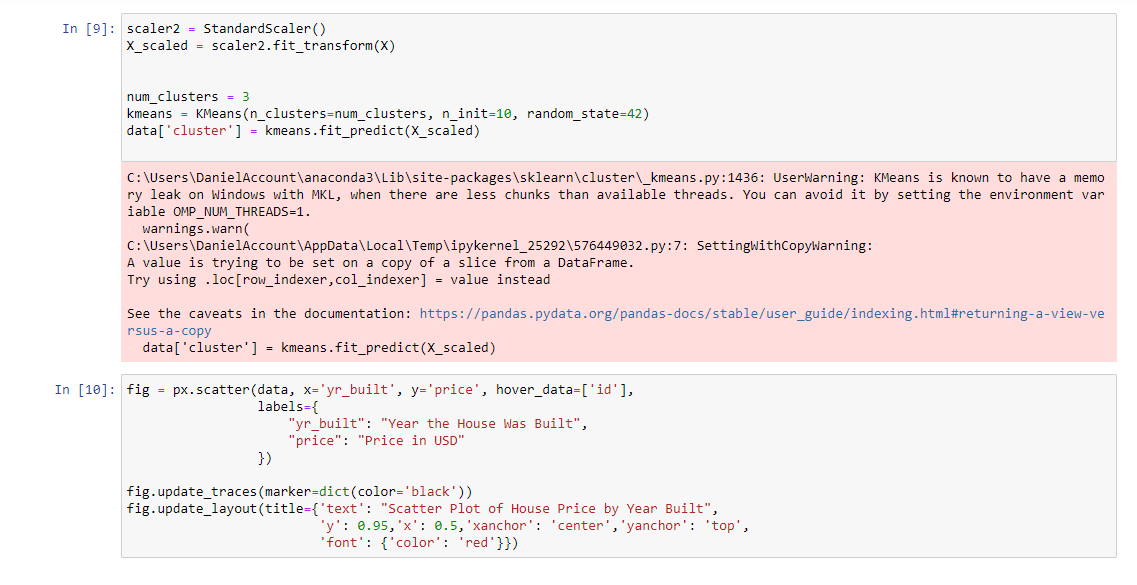 In [9]: scaler2 = StandardScaler()
X_scaled = scaler2.fit_transform(X)
num_clusters = 3
kmeans = KMeans(n_clusters=num_clusters, n_init=10, random_state=42)
data['cluster'] = kmeans.fit_predict(X_scaled)
C:\Users\DanielAccount\anaconda3\Lib\site-packages\sklearn\cluster\_kmeans.py:1436: UserWarning: KMeans is known to have a memo
ry leak on Windows with MKL, when there are less chunks than available threads. You can avoid it by setting the environment var
iable OMP_NUM_THREADS=1.
  warnings.warn(
C:\Users\DanielAccount\AppData\Local\Temp\ipykernel_25292\576449032.py:7: SettingWithCopyWarning:
A value is trying to be set on a copy of a slice from a DataFrame.
Try using .loc[row_indexer,col_indexer] = value instead
See the caveats in the documentation: https://pandas.pydata.org/pandas-docs/stable/user_guide/indexing.html#returning-a-view-ve
rsus-a-copy
  data['cluster'] = kmeans.fit_predict(X_scaled)
In [10]: fig = px.scatter(data, x='yr_built', y='price', hover_data=['id'],
                 labels={
                     "yr_built": "Year the House Was Built",
                     "price": "Price in USD"
                 })
fig.update_traces(marker=dict(color='black'))
fig.update_layout(title={'text': "Scatter Plot of House Price by Year Built",
                         'y': 0.95,'x': 0.5,'xanchor': 'center','yanchor': 'top',
                         'font': {'color': 'red'}})